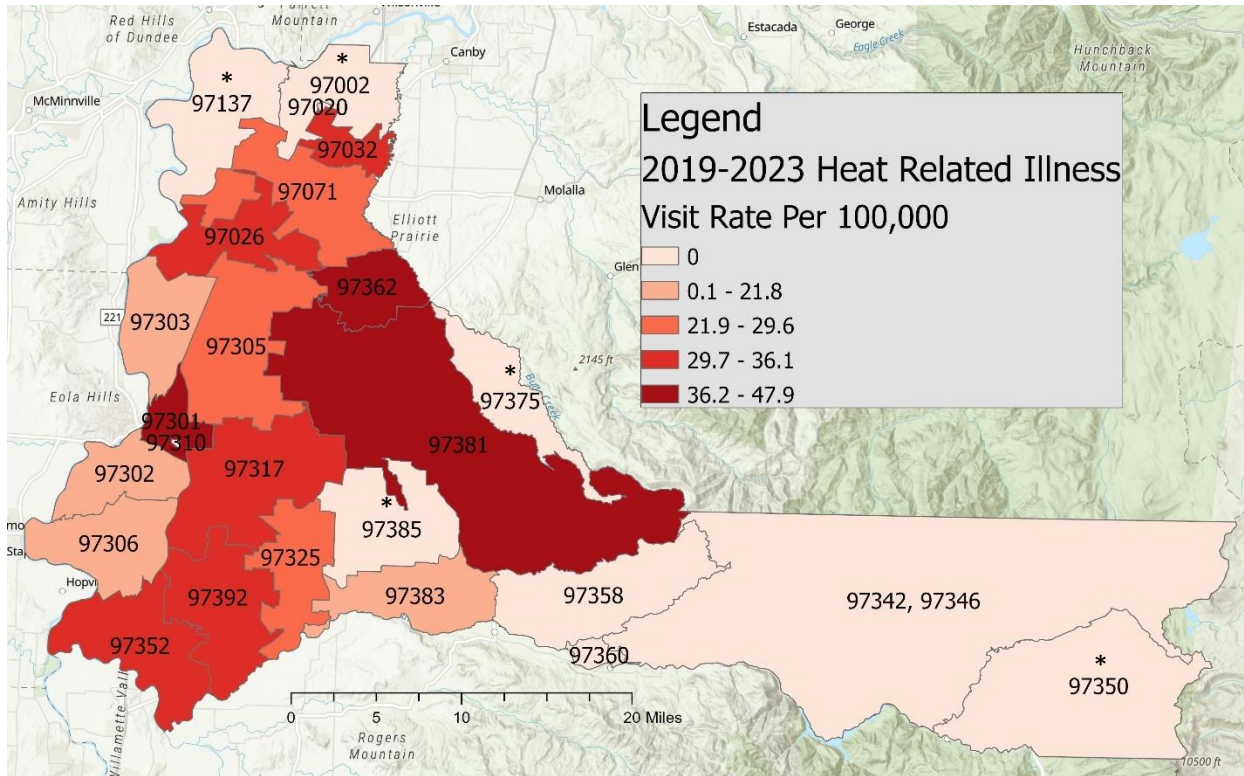 Red Hills
of Dundee
Mountain
Canby
Estacada
George
Eagle Creek
Hunchback
Mountain
McMinnville
*
97137
*
97002
97020
97032
Legend
2019-2023 Heat Related Illness
Visit Rate Per 100,000
0
0.1 - 21.8
21.9 - 29.6
29.7 - 36.1
36.2 - 47.9
Amity Hills
97071
Molalla
Elliott
Prairie
97026
Glen
97362
221
97303
97305
2145 ft
*
97375
Eola Hills
97301
97310
97381
97302
97317
*
97385
97306
97325
Hopvi
97392
97383
97358
97342, 97346
97352
97360
*
97350
0
5
10
20 Miles
Rogers
Mountain
10500 feet